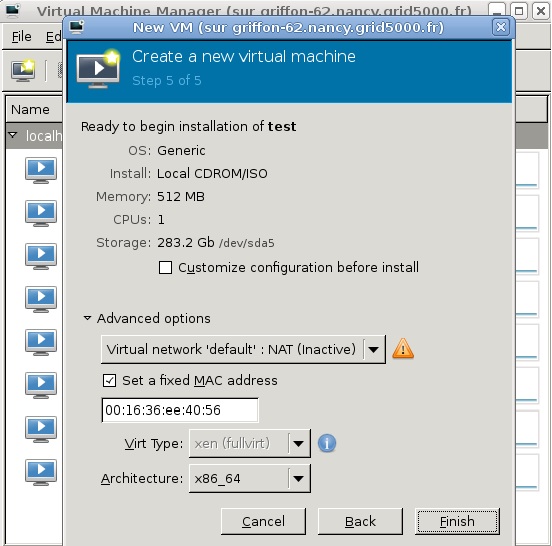 Virtual Machine Manager (sur griffon-62.nancy.grid5000.fr)
New VM (sur griffon-62.nancy.grid5000.fr)
File Ed
Create a new virtual machine
Step 5 of 5
Name
localh
Ready to begin installation of test
OS: Generic
Install: Local CDROM/ISO
Memory: 512 MB
CPUs: 1
Storage: 283.2 Gb /dev/sda5
Customize configuration before install
Advanced options
Virtual network 'default' : NAT (Inactive)
Set a fixed MAC address
00:16:36:ee:40:56
Virt Type: xen (fullvirt)
Architecture: x86_64
Cancel Back Finish